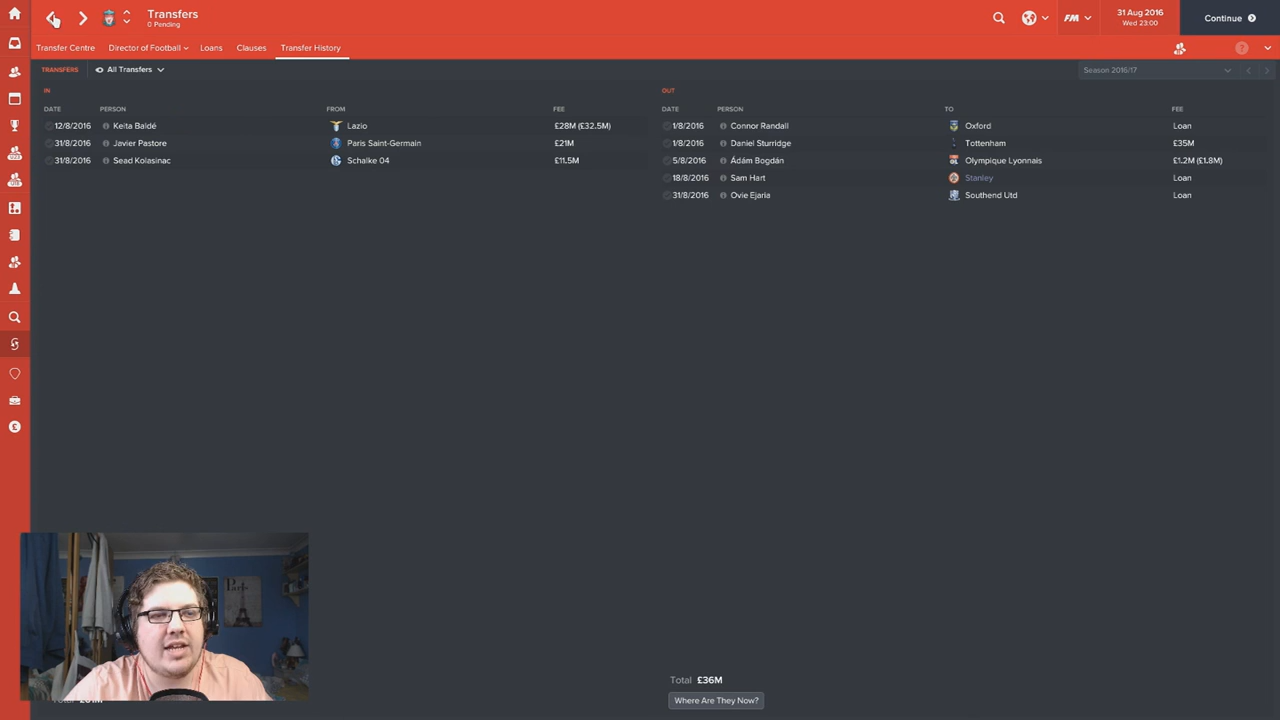 Transfers
0 Pending
FM
31 Aug 2016
Wed 23:00
Continue
Transfer Centre Director of Football Loans Clauses Transfer History
TRANSFERS All Transfers Season 2016/17
IN
DATE PERSON FROM FEE
12/8/2016 Keita Baldé Lazio £28M (£32.5M)
31/8/2016 Javier Pastore Paris Saint-Germain £21M
31/8/2016 Sead Kolasinac Schalke 04 £11.5M
OUT
DATE PERSON TO FEE
1/8/2016 Connor Randall Oxford Loan
1/8/2016 Daniel Sturridge Tottenham £35M
5/8/2016 Ádám Bogdán Olympique Lyonnais £1.2M (£1.8M)
18/8/2016 Sam Hart Stanley Loan
31/8/2016 Ovie Ejaria Southend Utd Loan
U23
U18
Paris
Total £36M
Where Are They Now?